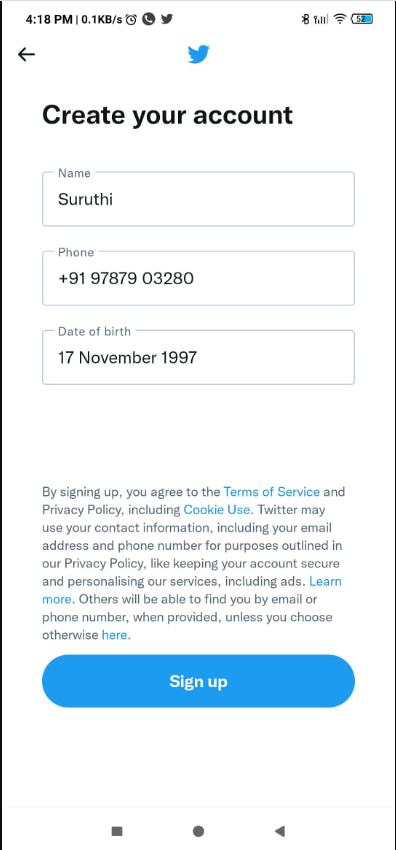 4:18 PM | 0.1KB/s
52
Create your account
Name
Suruthi
Phone
+91 97879 03280
Date of birth
17 November 1997
By signing up, you agree to the Terms of Service and
Privacy Policy, including Cookie Use. Twitter may
use your contact information, including your email
address and phone number for purposes outlined in
our Privacy Policy, like keeping your account secure
and personalising our services, including ads. Learn
more. Others will be able to find you by email or
phone number, when provided, unless you choose
otherwise here.
Sign up